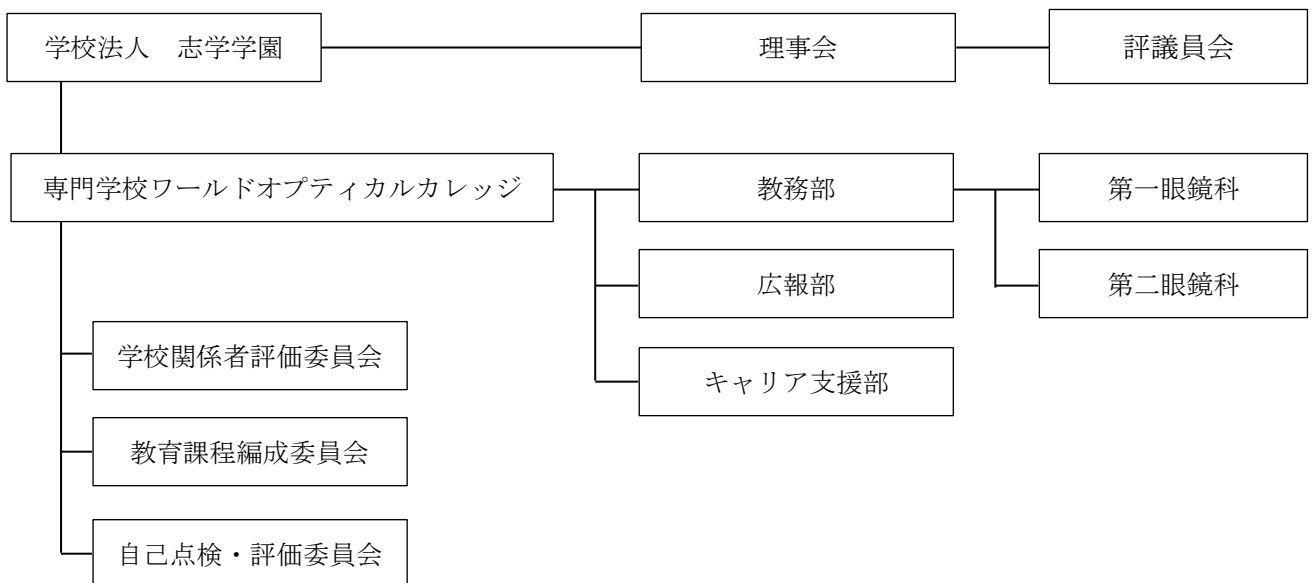 学校法人　志学学園
理事会
評議員会
専門学校ワールドオプティカルカレッジ
教務部
第一眼鏡科
広報部
第二眼鏡科
学校関係者評価委員会
キャリア支援部
教育課程編成委員会
自己点検・評価委員会